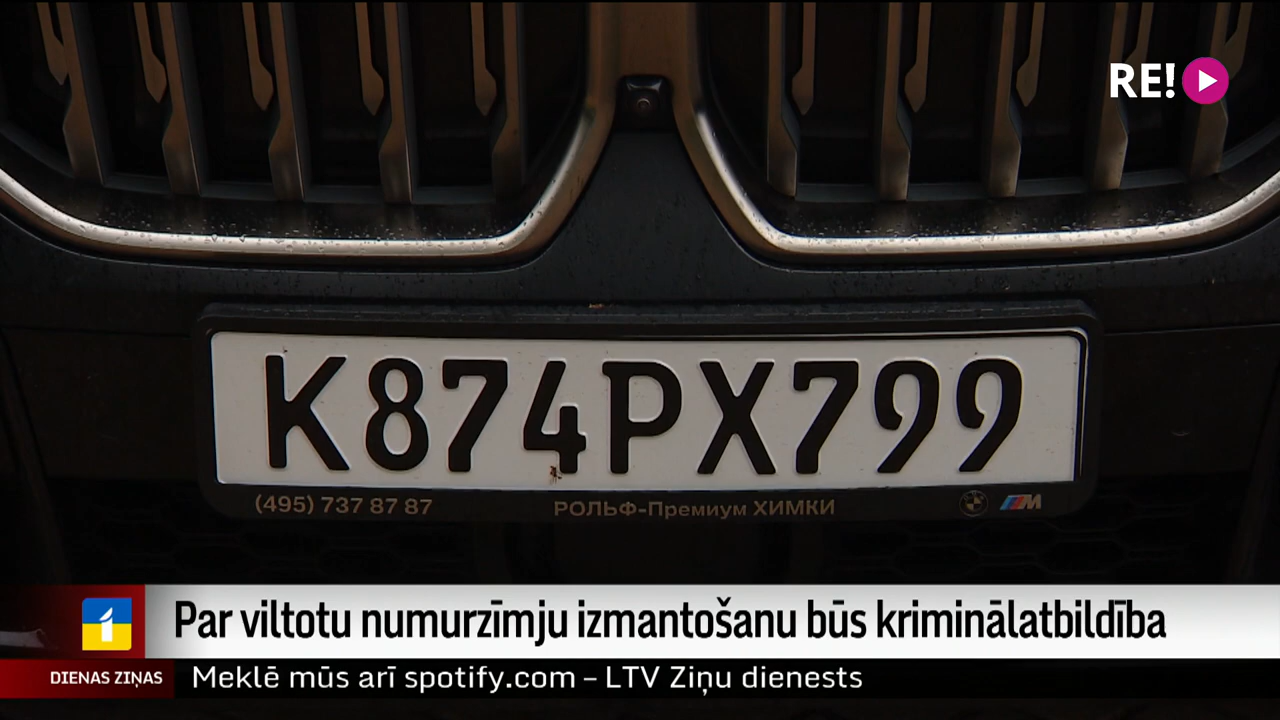 RE!
K874PX799
(495) 737 87 87 РОЛЬФ-Премиум ХИМКИ M
1 Par viltotu numurzīmju izmantošanu būs kriminālatbildība
DIENAS ZIŅAS Meklē mūs arī spotify.com – LTV Ziņu dienests